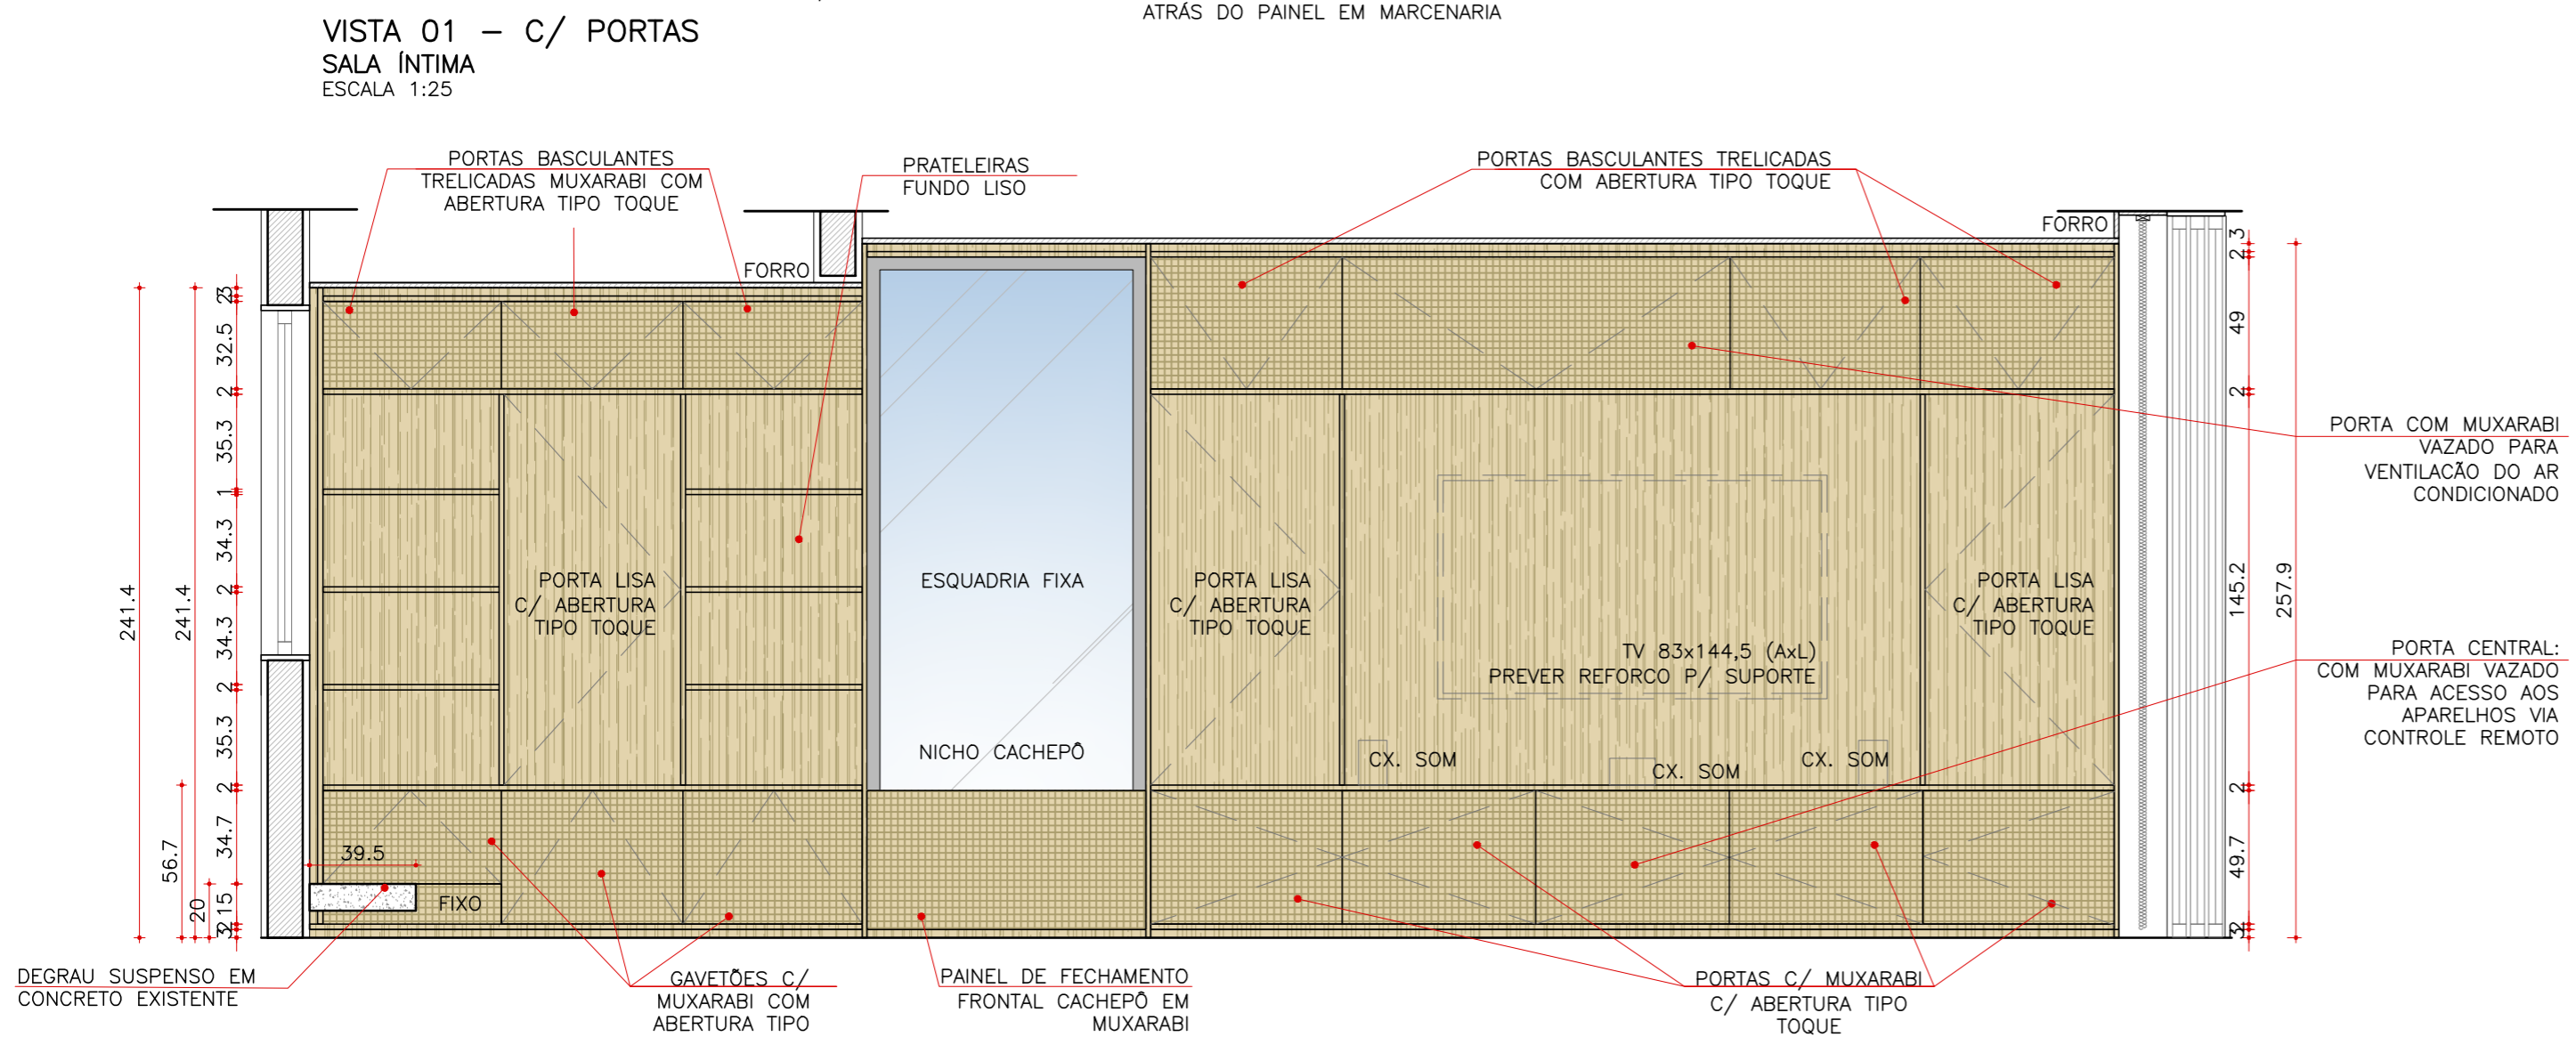 ATRÁS DO PAINEL EM MARCENARIA
VISTA 01 – C/ PORTAS
SALA ÍNTIMA
ESCALA 1:25
PORTAS BASCULANTES
TRELICADAS MUXARABI COM
ABERTURA TIPO TOQUE
PRATELEIRAS
FUNDO LISO
PORTAS BASCULANTES TRELICADAS
COM ABERTURA TIPO TOQUE
FORRO
FORRO
241.4
241.4
56.7
20
2
3
32.5
2
35.3
1
34.3
2
34.3
2
35.3
2
34.7
15
2
3
39.5
FIXO
PORTA LISA
C/ ABERTURA
TIPO TOQUE
ESQUADRIA FIXA
NICHO CACHEPÔ
PORTA LISA
C/ ABERTURA
TIPO TOQUE
TV 83x144,5 (AxL)
PREVER REFORCO P/ SUPORTE
CX. SOM
CX. SOM
CX. SOM
PORTA LISA
C/ ABERTURA
TIPO TOQUE
3
2
49
2
145.2
2
49.7
2
3
257.9
PORTA COM MUXARABI
VAZADO PARA
VENTILACÃO DO AR
CONDICIONADO
PORTA CENTRAL:
COM MUXARABI VAZADO
PARA ACESSO AOS
APARELHOS VIA
CONTROLE REMOTO
DEGRAU SUSPENSO EM
CONCRETO EXISTENTE
GAVETÕES C/
MUXARABI COM
ABERTURA TIPO
PAINEL DE FECHAMENTO
FRONTAL CACHEPÔ EM
MUXARABI
PORTAS C/ MUXARABI
C/ ABERTURA TIPO
TOQUE